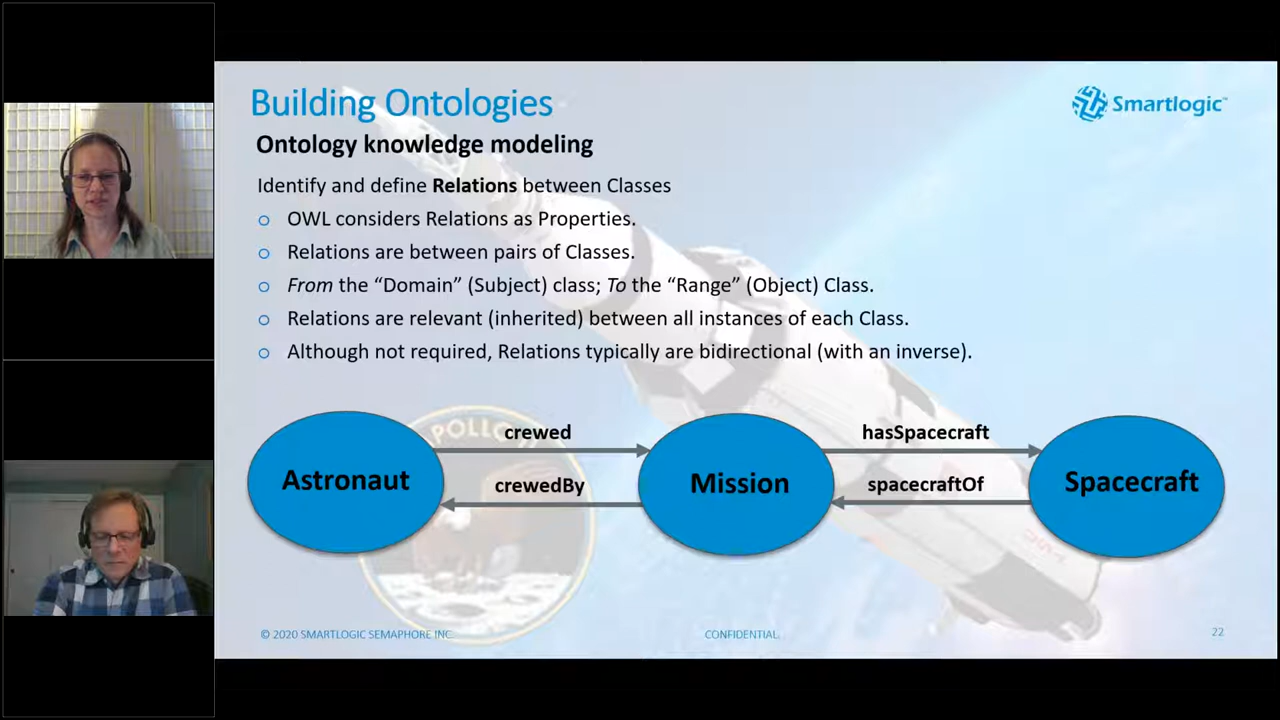 Building Ontologies
Smartlogic
Ontology knowledge modeling
Identify and define Relations between Classes
OWL considers Relations as Properties.
Relations are between pairs of Classes.
From the “Domain” (Subject) class; To the “Range” (Object) Class.
Relations are relevant (inherited) between all instances of each Class.
Although not required, Relations typically are bidirectional (with an inverse).
POLLO
Astronaut
crewed
crewedBy
Mission
hasSpacecraft
spacecraftOf
Spacecraft
© 2020 SMARTLOGIC SEMAPHORE INC.
CONFIDENTIAL.
22